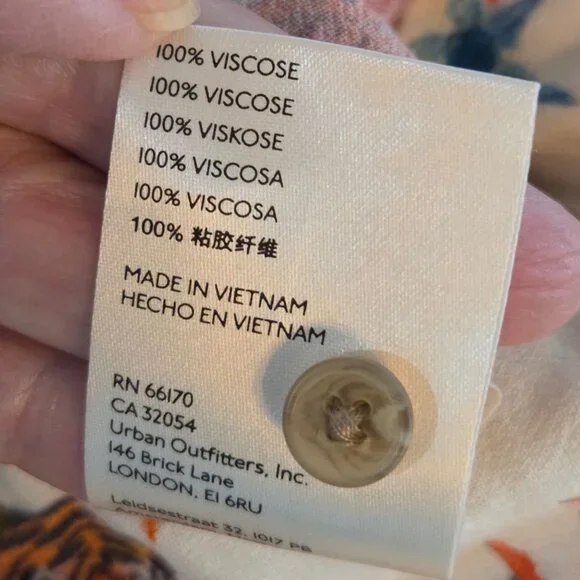 100% VISCOSE
100% VISCOSE
100% VISKOSE
100% VISCOSA
100% VISCOSA
100% 粘胶纤维
MADE IN VIETNAM
HECHO EN VIETNAM
RN 66170
CA 32054
Urban Outfitters, Inc.
146 Brick Lane
LONDON, E1 6RU
Leidsestraat 32, 1017 PB